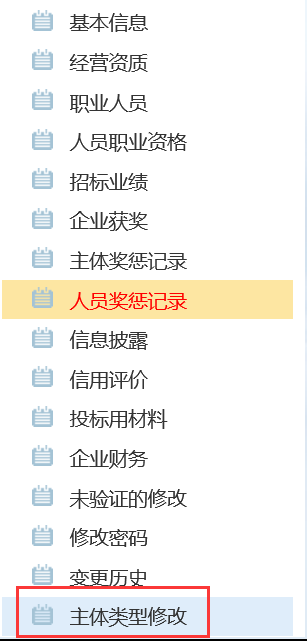 基本信息
经营资质
职业人员
人员职业资格
招标业绩
企业获奖
主体奖惩记录
人员奖惩记录
信息披露
信用评价
投标用材料
企业财务
未验证的修改
修改密码
变更历史
主体类型修改